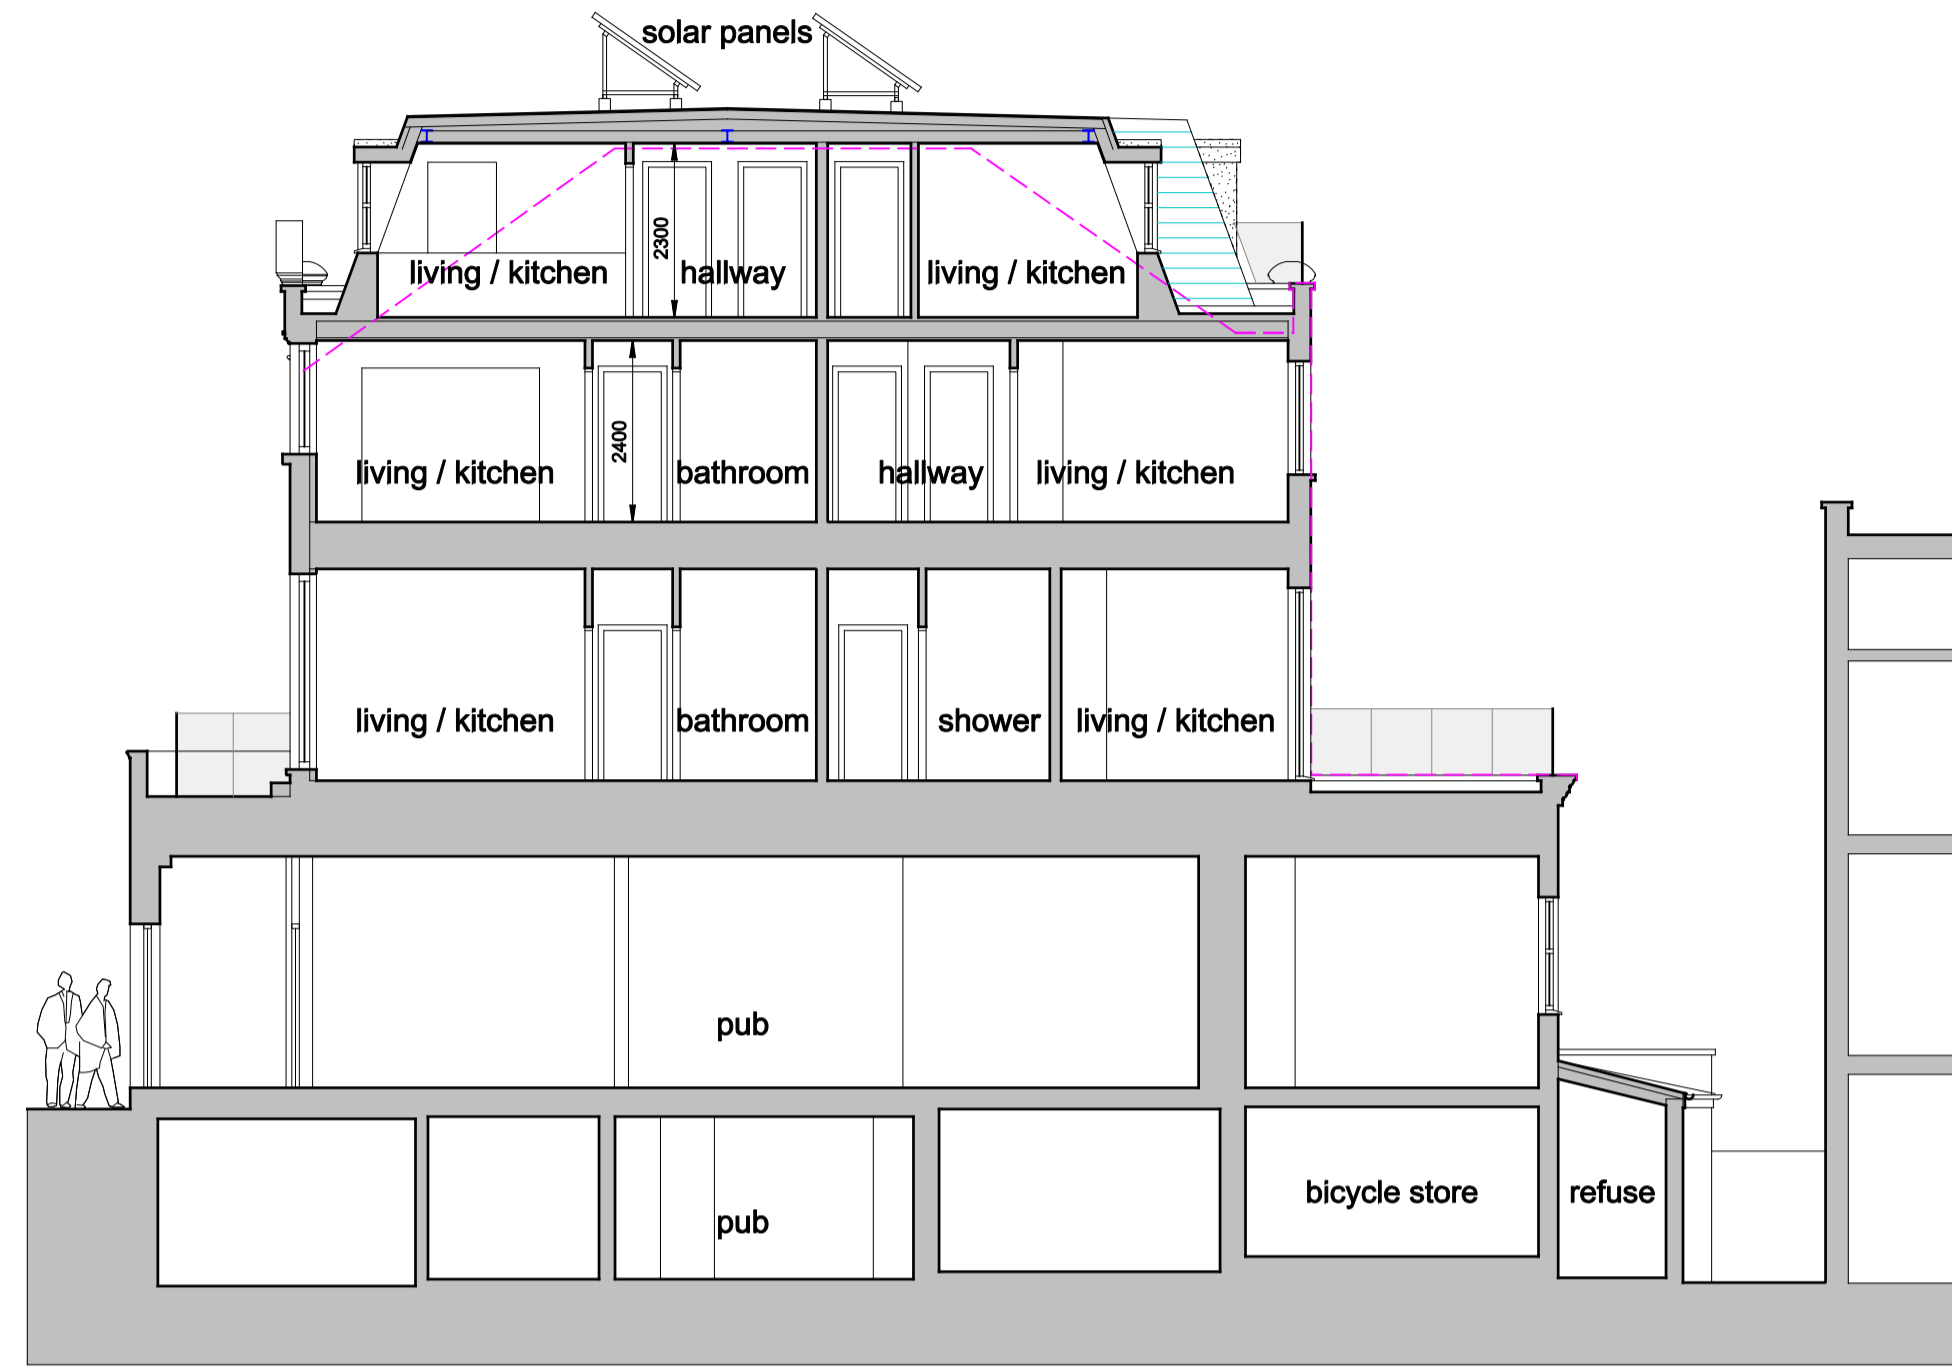 solar panels
2300
living / kitchen
hallway
living / kitchen
2400
living / kitchen
bathroom
hallway
living / kitchen
living / kitchen
bathroom
shower
living / kitchen
pub
bicycle store
refuse
pub